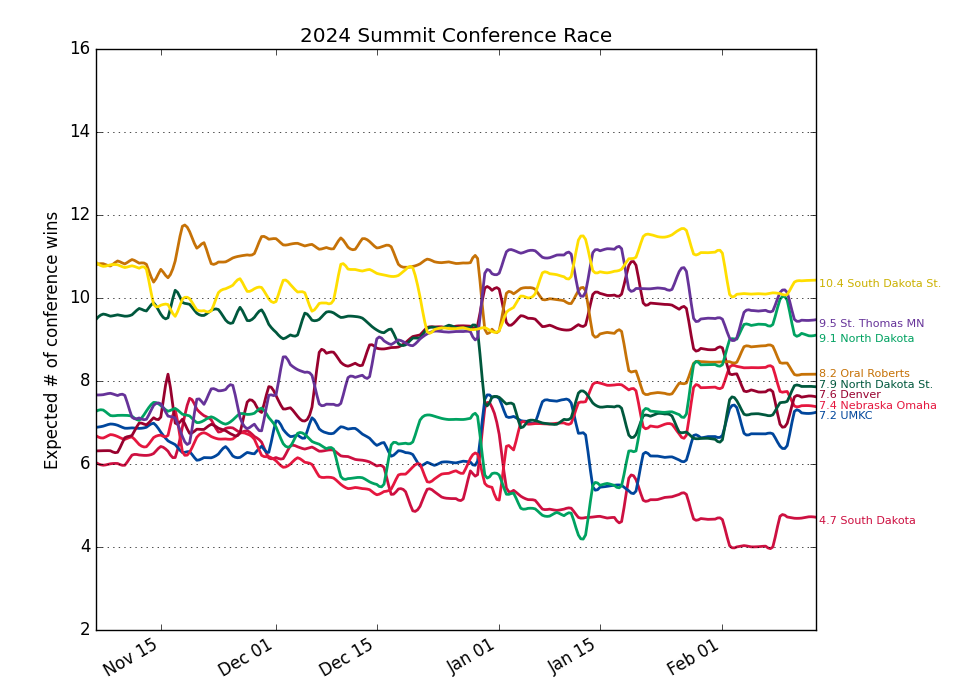 2024 Summit Conference Race
Expected # of conference wins
16
14
12
10
8
6
4
2
Nov 15
Dec 01
Dec 15
Jan 01
Jan 15
Feb 01
10.4 South Dakota St.
9.5 St. Thomas MN
9.1 North Dakota
8.2 Oral Roberts
7.9 North Dakota St.
7.6 Denver
7.4 Nebraska Omaha
7.2 UMKC
4.7 South Dakota